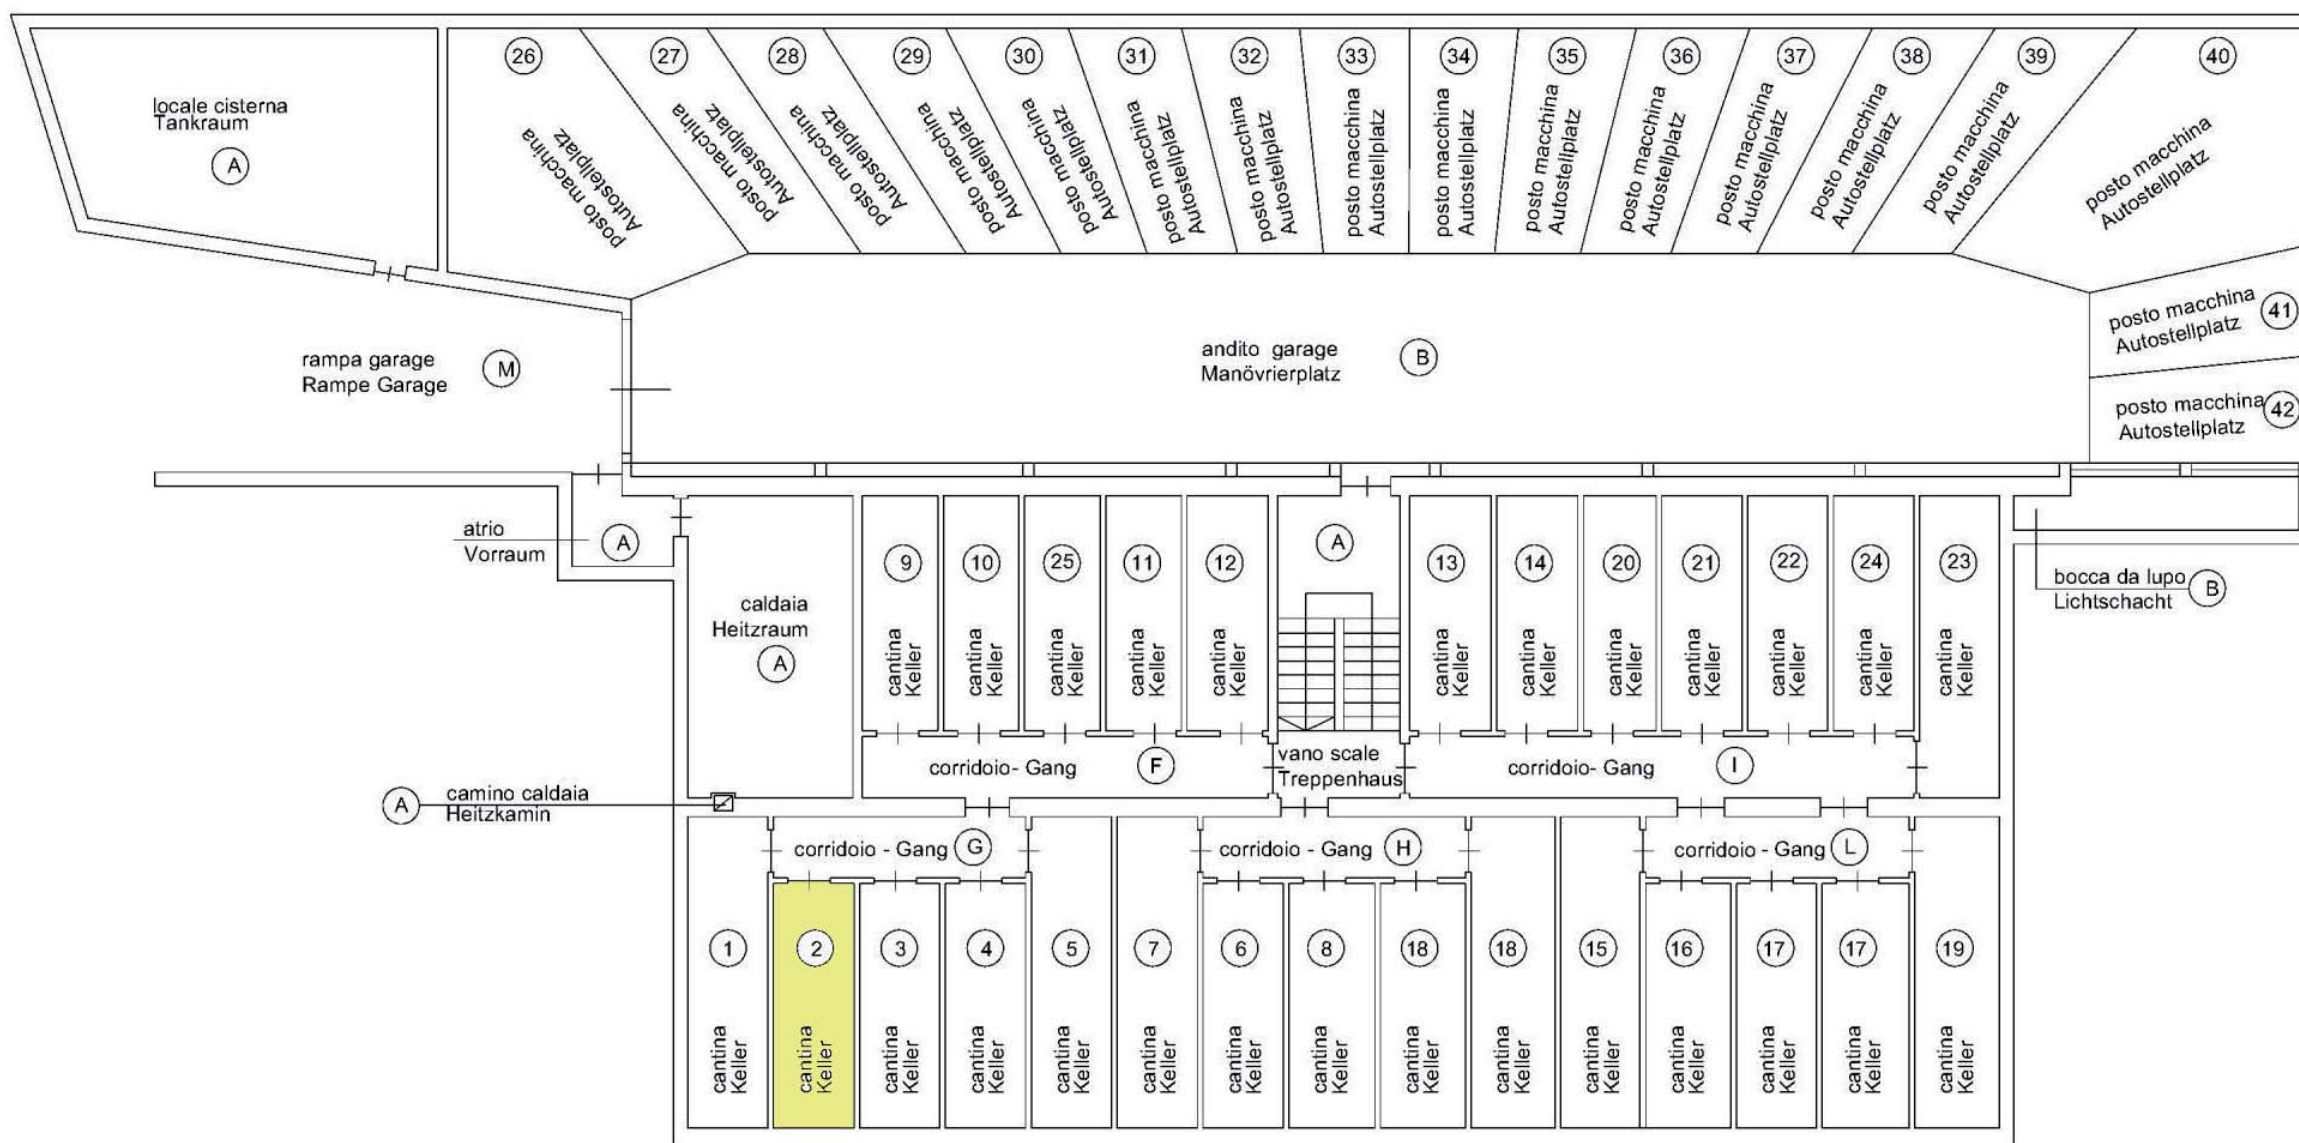 26
27
28
29
30
31
32
33
34
35
36
37
38
39
40
locale cisterna
Tankraum
A
posto macchina
Autostellplatz
posto macchina
Autostellplatz
posto macchina
Autostellplatz
posto macchina
Autostellplatz
posto macchina
Autostellplatz
posto macchina
Autostellplatz
posto macchina
Autostellplatz
posto macchina
Autostellplatz
posto macchina
Autostellplatz
posto macchina
Autostellplatz
posto macchina
Autostellplatz
posto macchina
Autostellplatz
posto macchina
Autostellplatz
posto macchina
Autostellplatz
posto macchina
Autostellplatz
posto macchina
Autostellplatz
41
rampa garage
Rampe Garage
M
andito garage
Manövrierplatz
B
posto macchina
Autostellplatz
42
atrio
Vorraum
A
9
10
25
11
12
A
13
14
20
21
22
24
23
bocca da lupo
Lichtschacht
B
caldaia
Heitzraum
A
cantina
Keller
cantina
Keller
cantina
Keller
cantina
Keller
cantina
Keller
cantina
Keller
cantina
Keller
cantina
Keller
cantina
Keller
cantina
Keller
cantina
Keller
cantina
Keller
corridoio- Gang
F
vano scale
Treppenhaus
corridoio- Gang
I
A
camino caldaia
Heitzkamin
corridoio - Gang
G
corridoio - Gang
H
corridoio - Gang
L
1
2
3
4
5
7
6
8
18
18
15
16
17
17
19
cantina
Keller
cantina
Keller
cantina
Keller
cantina
Keller
cantina
Keller
cantina
Keller
cantina
Keller
cantina
Keller
cantina
Keller
cantina
Keller
cantina
Keller
cantina
Keller
cantina
Keller
cantina
Keller
cantina
Keller